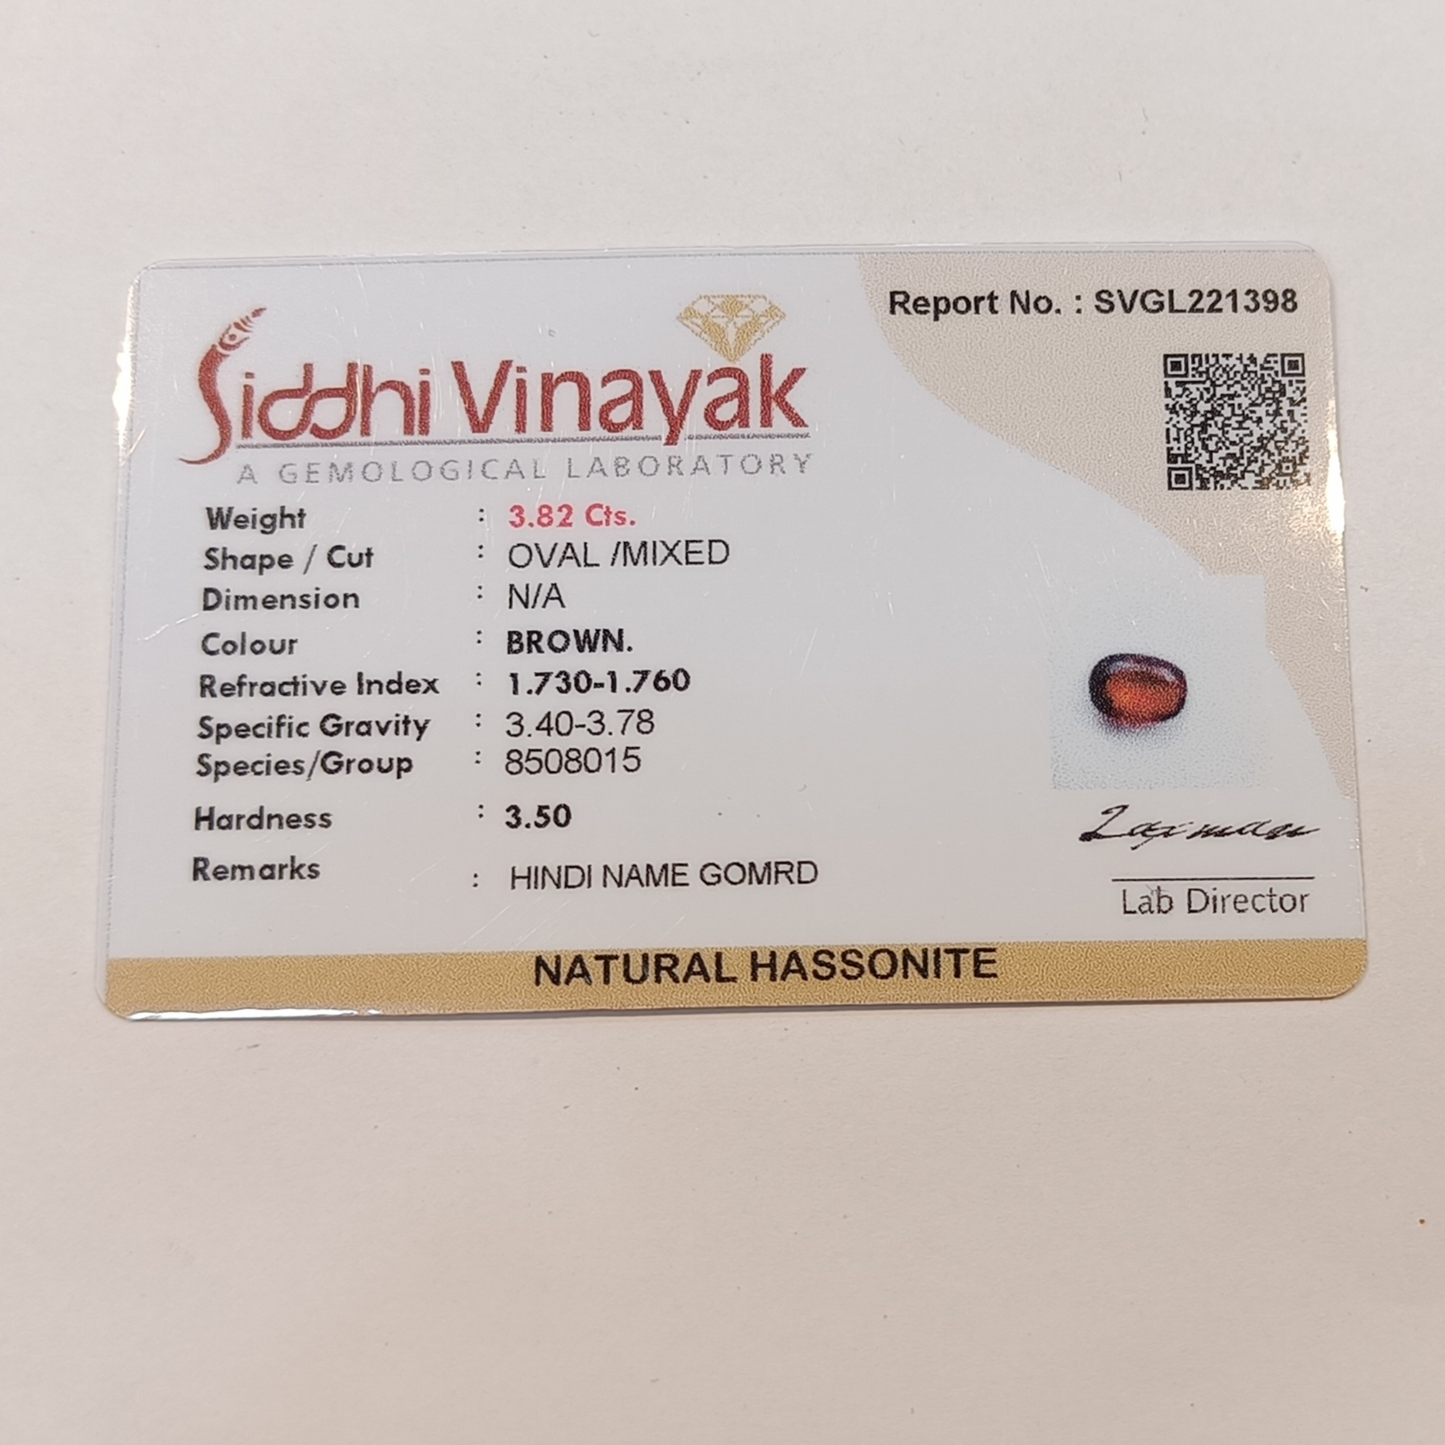 Report No. : SVGL221398
Siddhi Vinayak
A GEMOLOGICAL LABORATORY
Weight : 3.82 Cts.
Shape / Cut : OVAL /MIXED
Dimension : N/A
Colour : BROWN.
Refractive Index : 1.730-1.760
Specific Gravity : 3.40-3.78
Species/Group : 8508015
Hardness : 3.50
Remarks : HINDI NAME GOMRD
Laxman
Lab Director
NATURAL HASSONITE